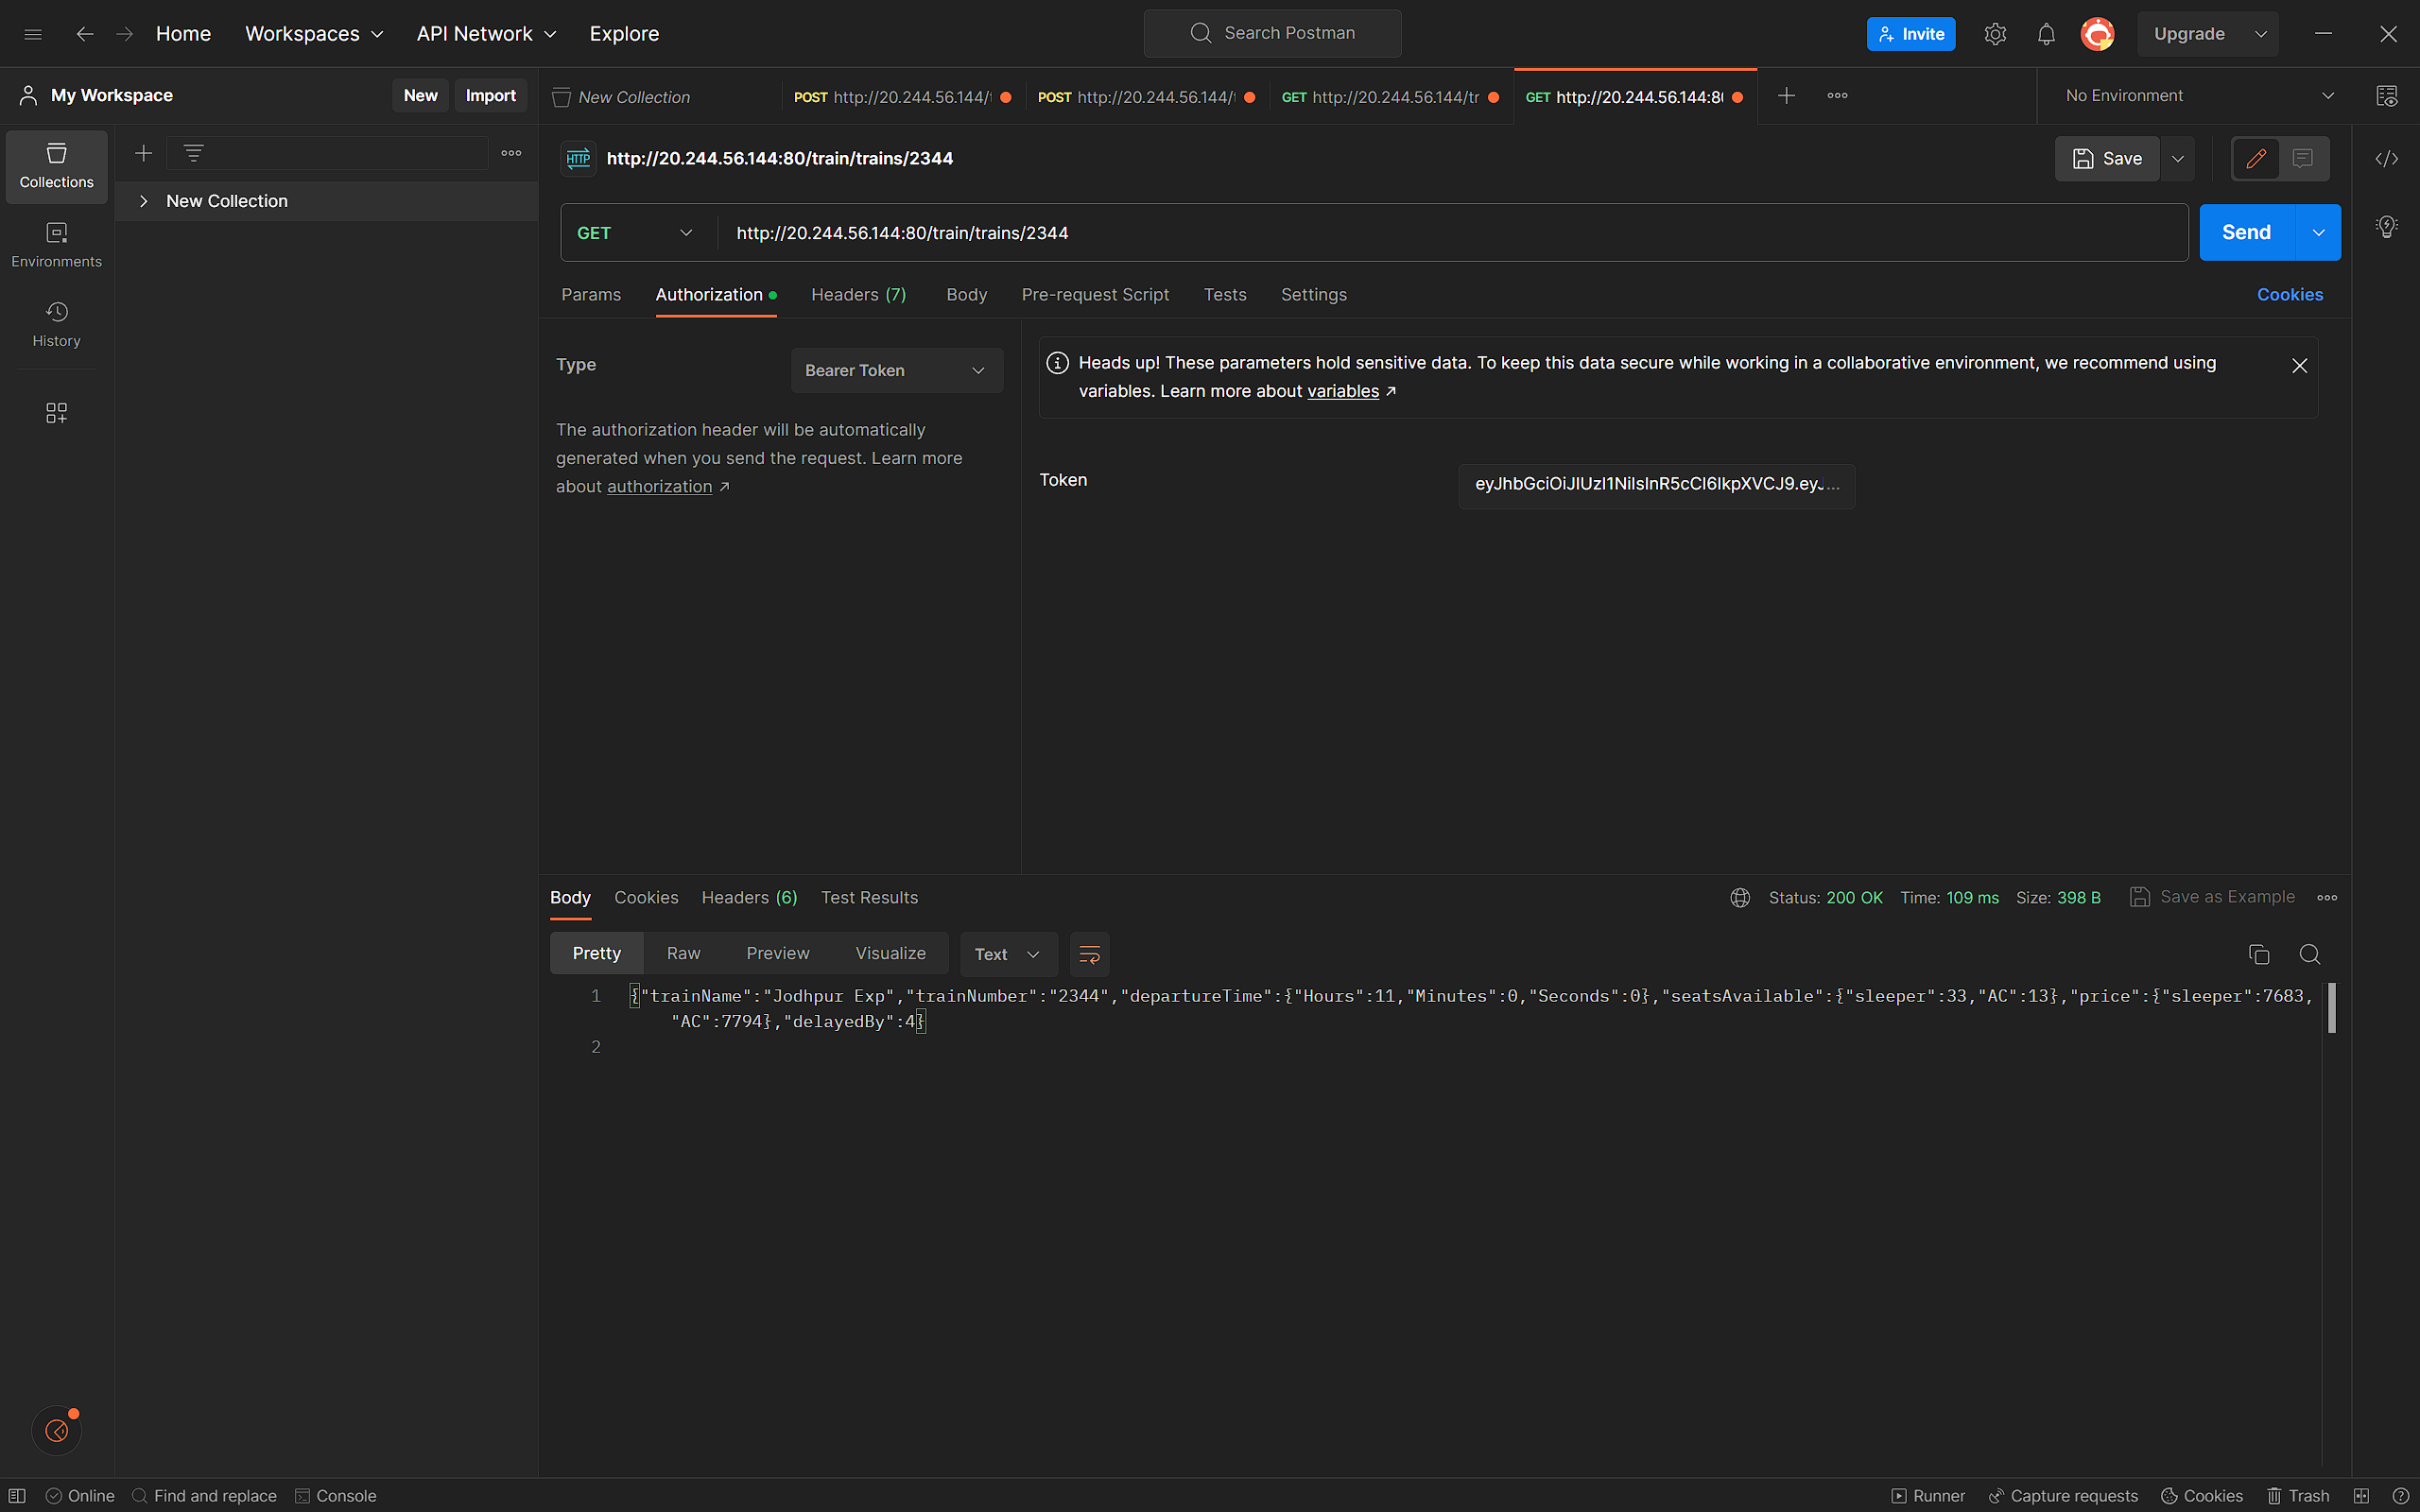 Home Workspaces API Network Explore Search Postman Invite Upgrade
My Workspace New Import New Collection POST http://20.244.56.144/t POST http://20.244.56.144/t GET http://20.244.56.144/tr GET http://20.244.56.144:8 No Environment
Collections
Environments
History
New Collection
HTTP http://20.244.56.144:80/train/trains/2344 Save
GET http://20.244.56.144:80/train/trains/2344 Send
Params Authorization Headers (7) Body Pre-request Script Tests Settings Cookies
Type Bearer Token
The authorization header will be automatically
generated when you send the request. Learn more
about authorization
Heads up! These parameters hold sensitive data. To keep this data secure while working in a collaborative environment, we recommend using
variables. Learn more about variables
Token eyJhbGciOiJIUzI1NiIsInR5cCI6IkpXVCJ9.eyJ...
Body Cookies Headers (6) Test Results Status: 200 OK Time: 109 ms Size: 398 B Save as Example
Pretty Raw Preview Visualize Text
1 {"trainName":"Jodhpur Exp","trainNumber":"2344","departureTime":{"Hours":11,"Minutes":0,"Seconds":0},"seatsAvailable":{"sleeper":33,"AC":13},"price":{"sleeper":7683,
"AC":7794},"delayedBy":4}
2
Online Find and replace Console Runner Capture requests Cookies Trash